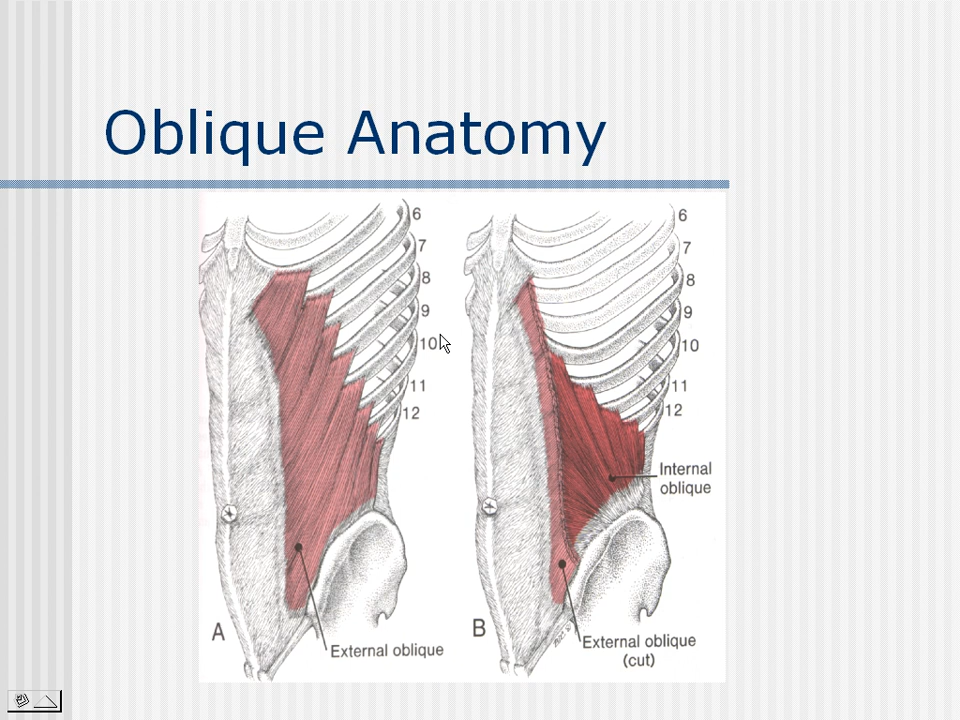 Oblique Anatomy
6
7
8
9
10
11
12
A
External oblique
6
7
8
9
10
11
12
Internal
oblique
B
External oblique
(cut)